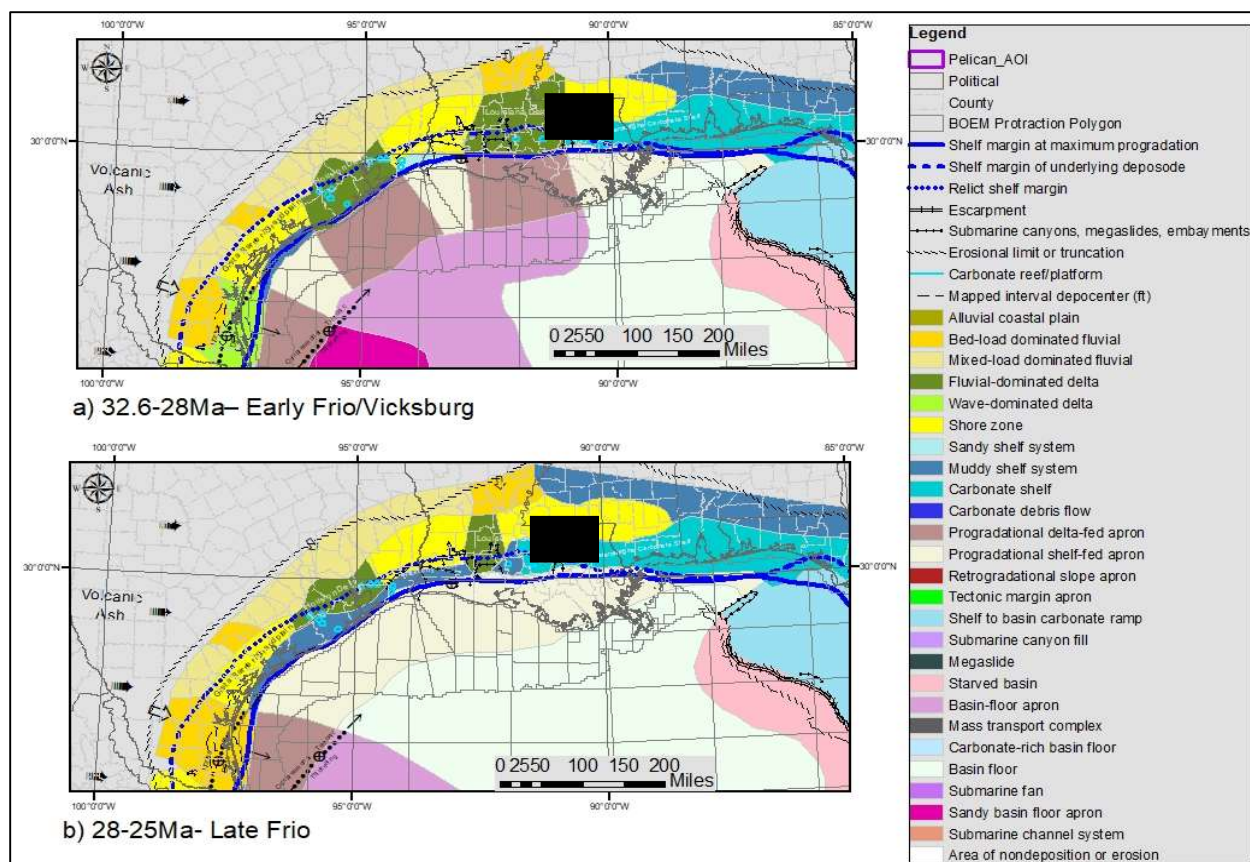 100°0'0"W
95°0'0"W
90°0'0"W
85°0'0"W
N
W E
S
30°0'0"N
30°0'0"N
Volcanic
Ash
0 2550 100 150 200
Miles
100°0'0"W
95°0'0"W
90°0'0"W
a) 32.6-28Ma– Early Frio/Vicksburg
100°0'0"W
95°0'0"W
90°0'0"W
85°0'0"W
N
W E
S
30°0'0"N
30°0'0"N
Volcanic
Ash
0 2550 100 150 200
Miles
100°0'0"W
95°0'0"W
90°0'0"W
b) 28-25Ma- Late Frio
Legend
Pelican_AOI
Political
County
BOEM Protraction Polygon
Shelf margin at maximum progradation
Shelf margin of underlying deposode
Relict shelf margin
Escarpment
Submarine canyons, megaslides, embayments
Erosional limit or truncation
Carbonate reef/platform
Mapped interval depocenter (ft)
Alluvial coastal plain
Bed-load dominated fluvial
Mixed-load dominated fluvial
Fluvial-dominated delta
Wave-dominated delta
Shore zone
Sandy shelf system
Muddy shelf system
Carbonate shelf
Carbonate debris flow
Progradational delta-fed apron
Progradational shelf-fed apron
Retrogradational slope apron
Tectonic margin apron
Shelf to basin carbonate ramp
Submarine canyon fill
Megaslide
Starved basin
Basin-floor apron
Mass transport complex
Carbonate-rich basin floor
Basin floor
Submarine fan
Sandy basin floor apron
Submarine channel system
Area of nondeposition or erosion